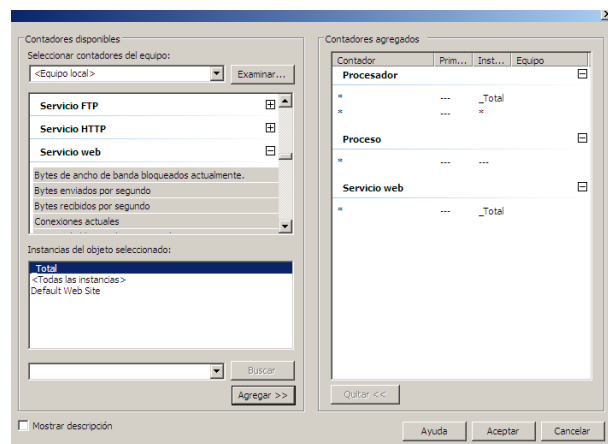 Contadores disponibles
Seleccionar contadores del equipo:
<Equipo local>
Examinar...
Servicio FTP
Servicio HTTP
Servicio web
Bytes de ancho de banda bloqueados actualmente.
Bytes enviados por segundo
Bytes recibidos por segundo
Conexiones actuales
Instancias del objeto seleccionado:
_Total
<Todas las instancias>
Default Web Site
Buscar
Agregar >>
Mostrar descripción
Contadores agregados
Contador Prim... Inst... Equipo
Procesador
* --- _Total
* --- *
Proceso
* --- ---
Servicio web
* --- _Total
Quitar <<
Ayuda Aceptar Cancelar